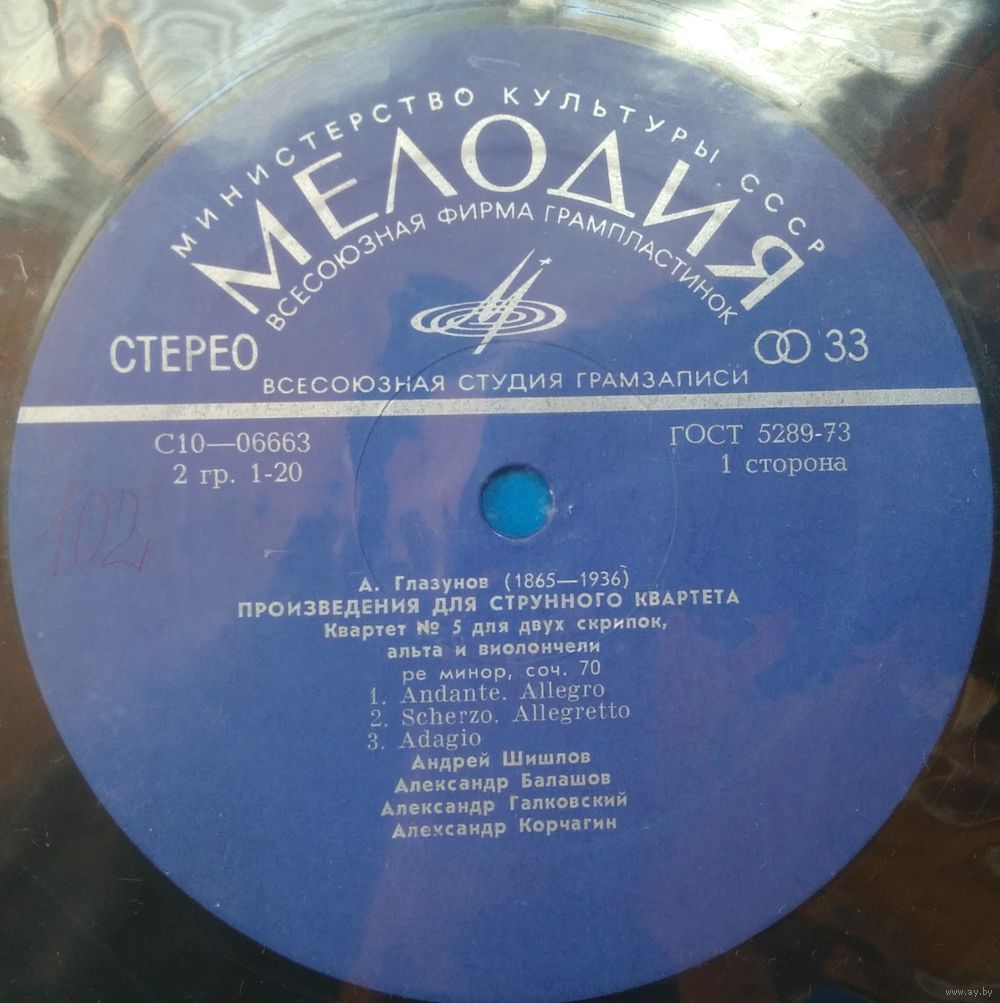 МИНИСТЕРСТВО КУЛЬТУРЫ СССР
МЕЛОДИЯ
ВСЕСОЮЗНАЯ ФИРМА ГРАМПЛАСТИНОК
СТЕРЕО
33
ВСЕСОЮЗНАЯ СТУДИЯ ГРАМЗАПИСИ
С10—06663
ГОСТ 5289-73
2 гр. 1-20
1 сторона
102
А. Глазунов (1865—1936)
ПРОИЗВЕДЕНИЯ ДЛЯ СТРУННОГО КВАРТЕТА
Квартет № 5 для двух скрипок,
альта и виолончели
ре минор, соч. 70
1. Andante. Allegro
2. Scherzo. Allegretto
3. Adagio
Андрей Шишлов
Александр Балашов
Александр Галковский
Александр Корчагин
www.ay.by